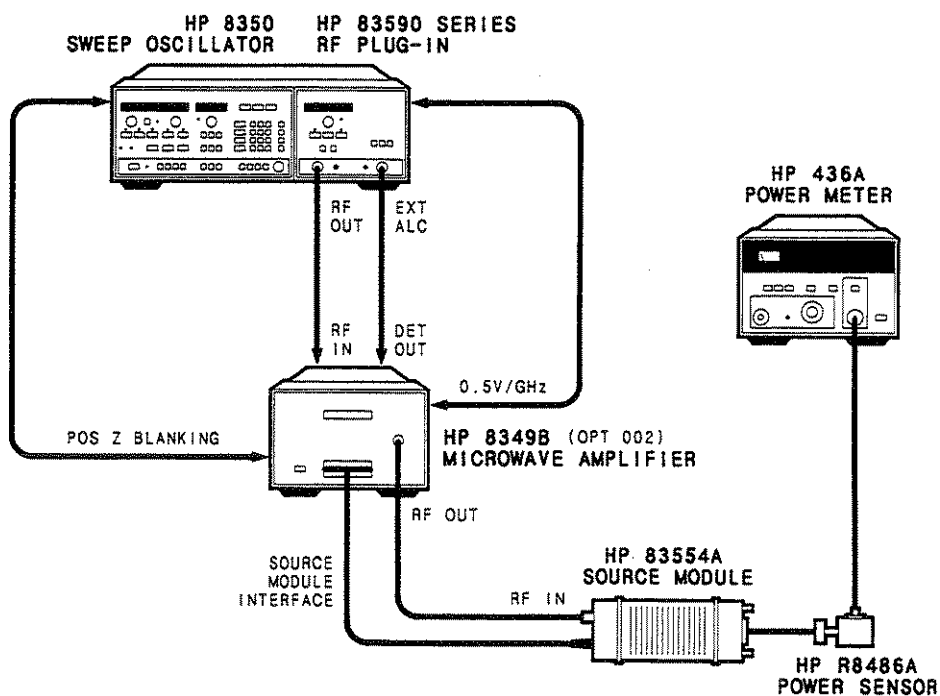 HP 8350
SWEEP OSCILLATOR
HP 83590 SERIES
RF PLUG-IN
RF
OUT
EXT
ALC
HP 436A
POWER METER
RF
IN
DET
OUT
0.5V/GHz
POS Z BLANKING
HP 8349B (OPT 002)
MICROWAVE AMPLIFIER
RF OUT
SOURCE
MODULE
INTERFACE
RF IN
HP 83554A
SOURCE MODULE
HP R8486A
POWER SENSOR